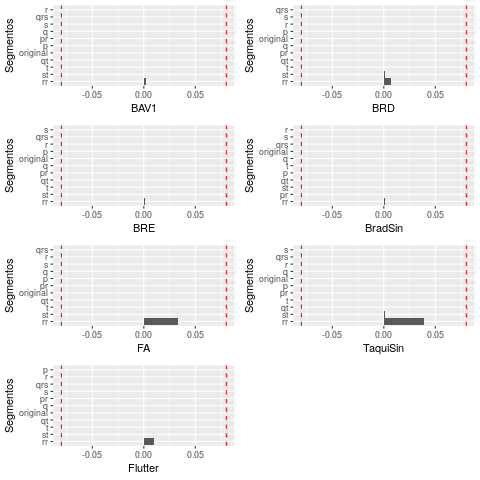 Segmentos
r
qrs
s
q
pr
p
original
qt
t
st
rr
-0.05 0.00 0.05
BAV1
Segmentos
qrs
s
r
p
original
q
pr
qt
t
st
rr
-0.05 0.00 0.05
BRD
Segmentos
s
qrs
r
p
original
q
pr
qt
t
st
rr
-0.05 0.00 0.05
BRE
Segmentos
r
s
qrs
original
q
p
pr
qt
t
st
rr
-0.05 0.00 0.05
BradSin
Segmentos
qrs
r
s
q
p
pr
original
qt
t
st
rr
-0.05 0.00 0.05
FA
Segmentos
s
qrs
r
q
p
pr
original
qt
t
st
rr
-0.05 0.00 0.05
TaquiSin
Segmentos
p
r
qrs
s
pr
q
original
qt
t
st
rr
-0.05 0.00 0.05
Flutter